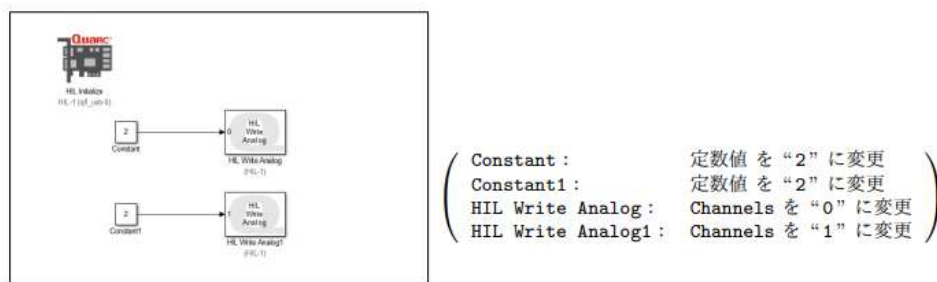 QUARC
HIL Initialize
HIL-1 (q8_usb-0)
2
Constant
0
HIL
Write
Analog
HIL Write Analog
(HIL-1)
2
Constant1
1
HIL
Write
Analog
HIL Write Analog1
(HIL-1)
Constant： 定数値 を “2” に変更
Constant1： 定数値 を “2” に変更
HIL Write Analog： Channels を “0” に変更
HIL Write Analog1： Channels を “1” に変更